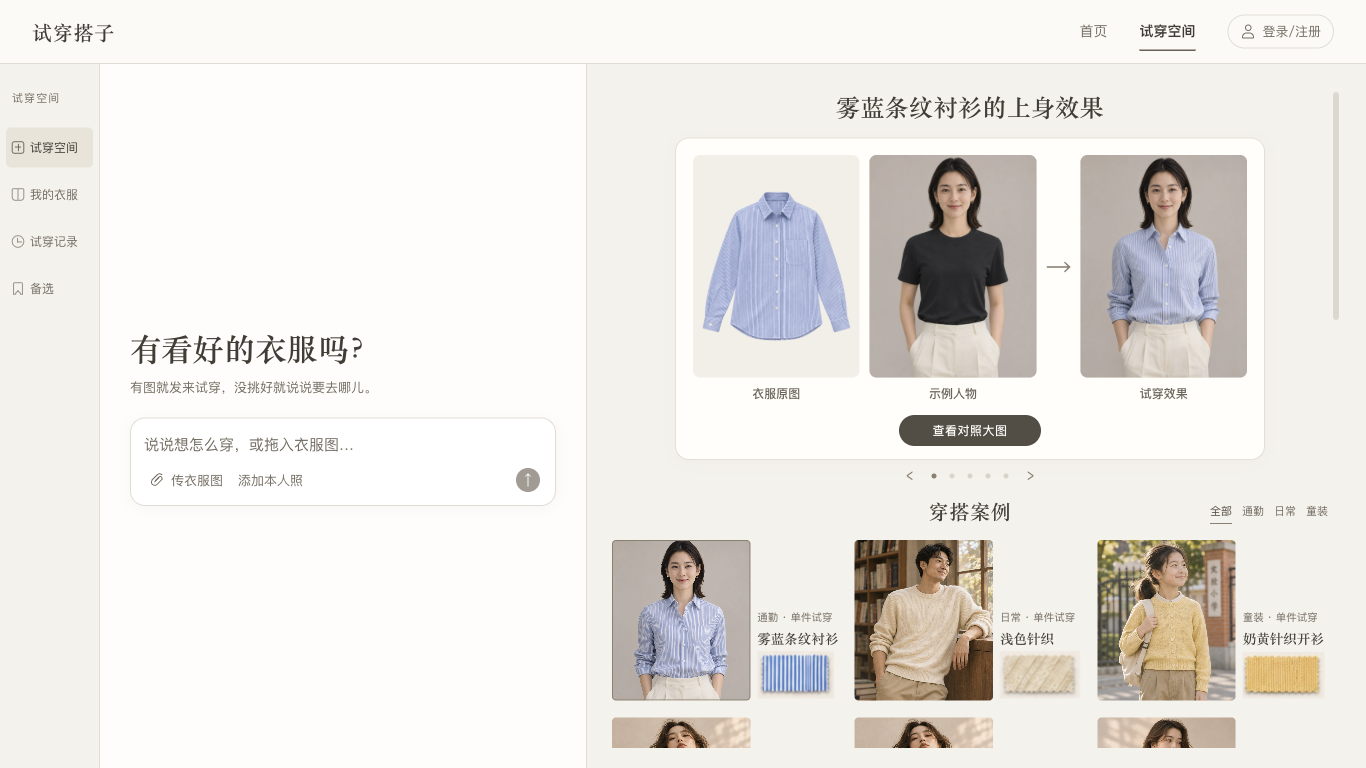 试穿搭子
首页
试穿空间
登录/注册
试穿空间
试穿空间
我的衣服
试穿记录
备选
有看好的衣服吗?
有图就发来试穿，没挑好就说说要去哪儿。
说说想怎么穿，或拖入衣服图...
传衣服图
添加本人照
雾蓝条纹衬衫的上身效果
衣服原图
示例人物
试穿效果
查看对照大图
穿搭案例
全部
通勤
日常
童装
通勤 · 单件试穿
雾蓝条纹衬衫
日常 · 单件试穿
浅色针织
童装 · 单件试穿
奶黄针织开衫